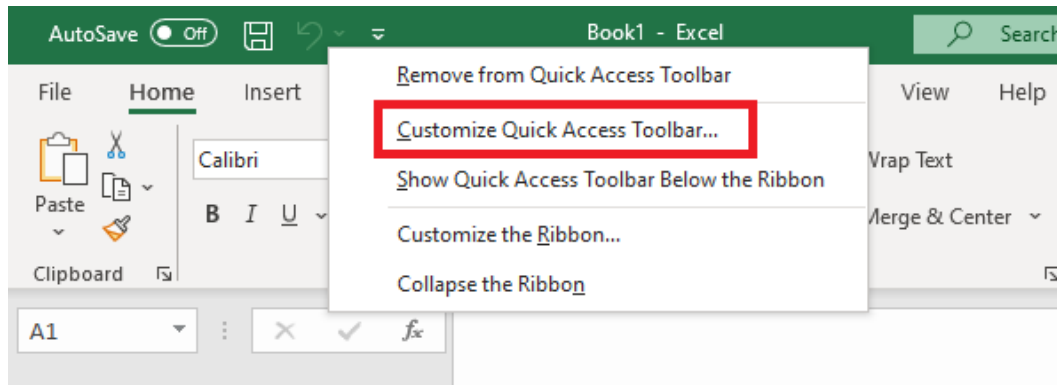 AutoSave Off Book1 - Excel Search
File Home Insert View Help
Remove from Quick Access Toolbar
Customize Quick Access Toolbar...
Show Quick Access Toolbar Below the Ribbon
Customize the Ribbon...
Collapse the Ribbon
Calibri
Wrap Text
Paste
B I U
Merge & Center
Clipboard
A1 fx